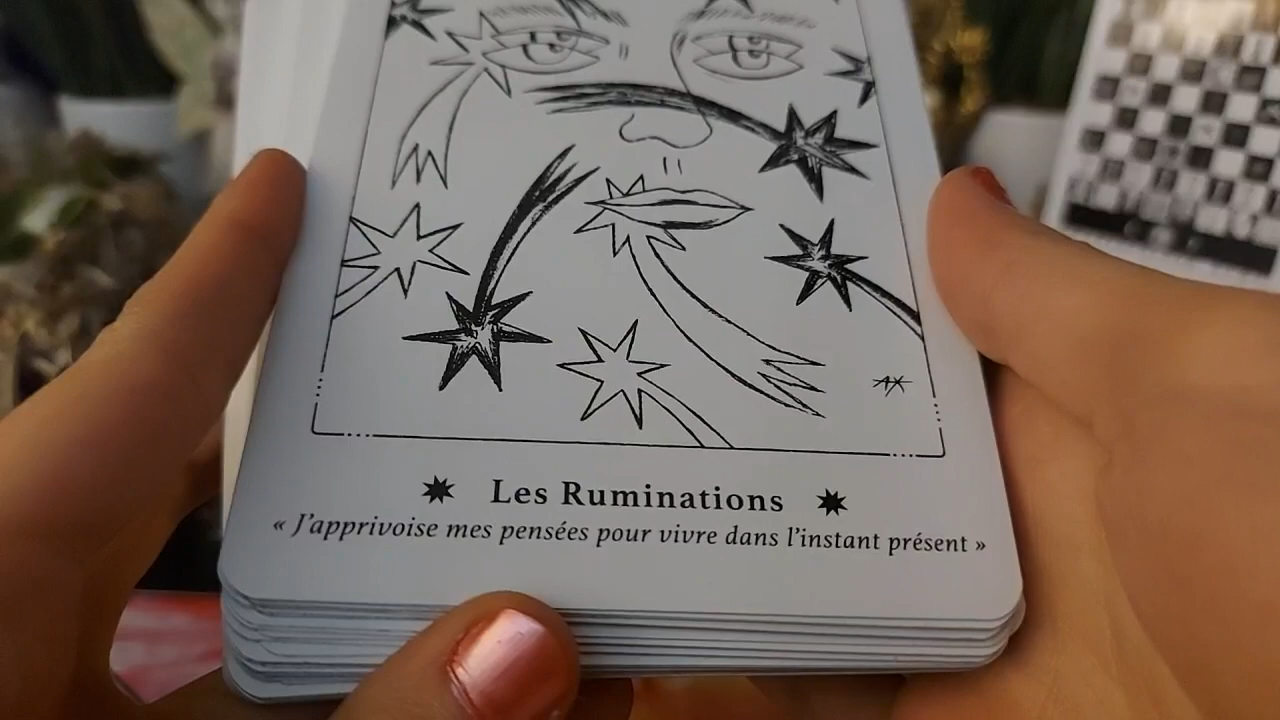 Les Ruminations
« J'apprivoise mes pensées pour vivre dans l'instant présent »